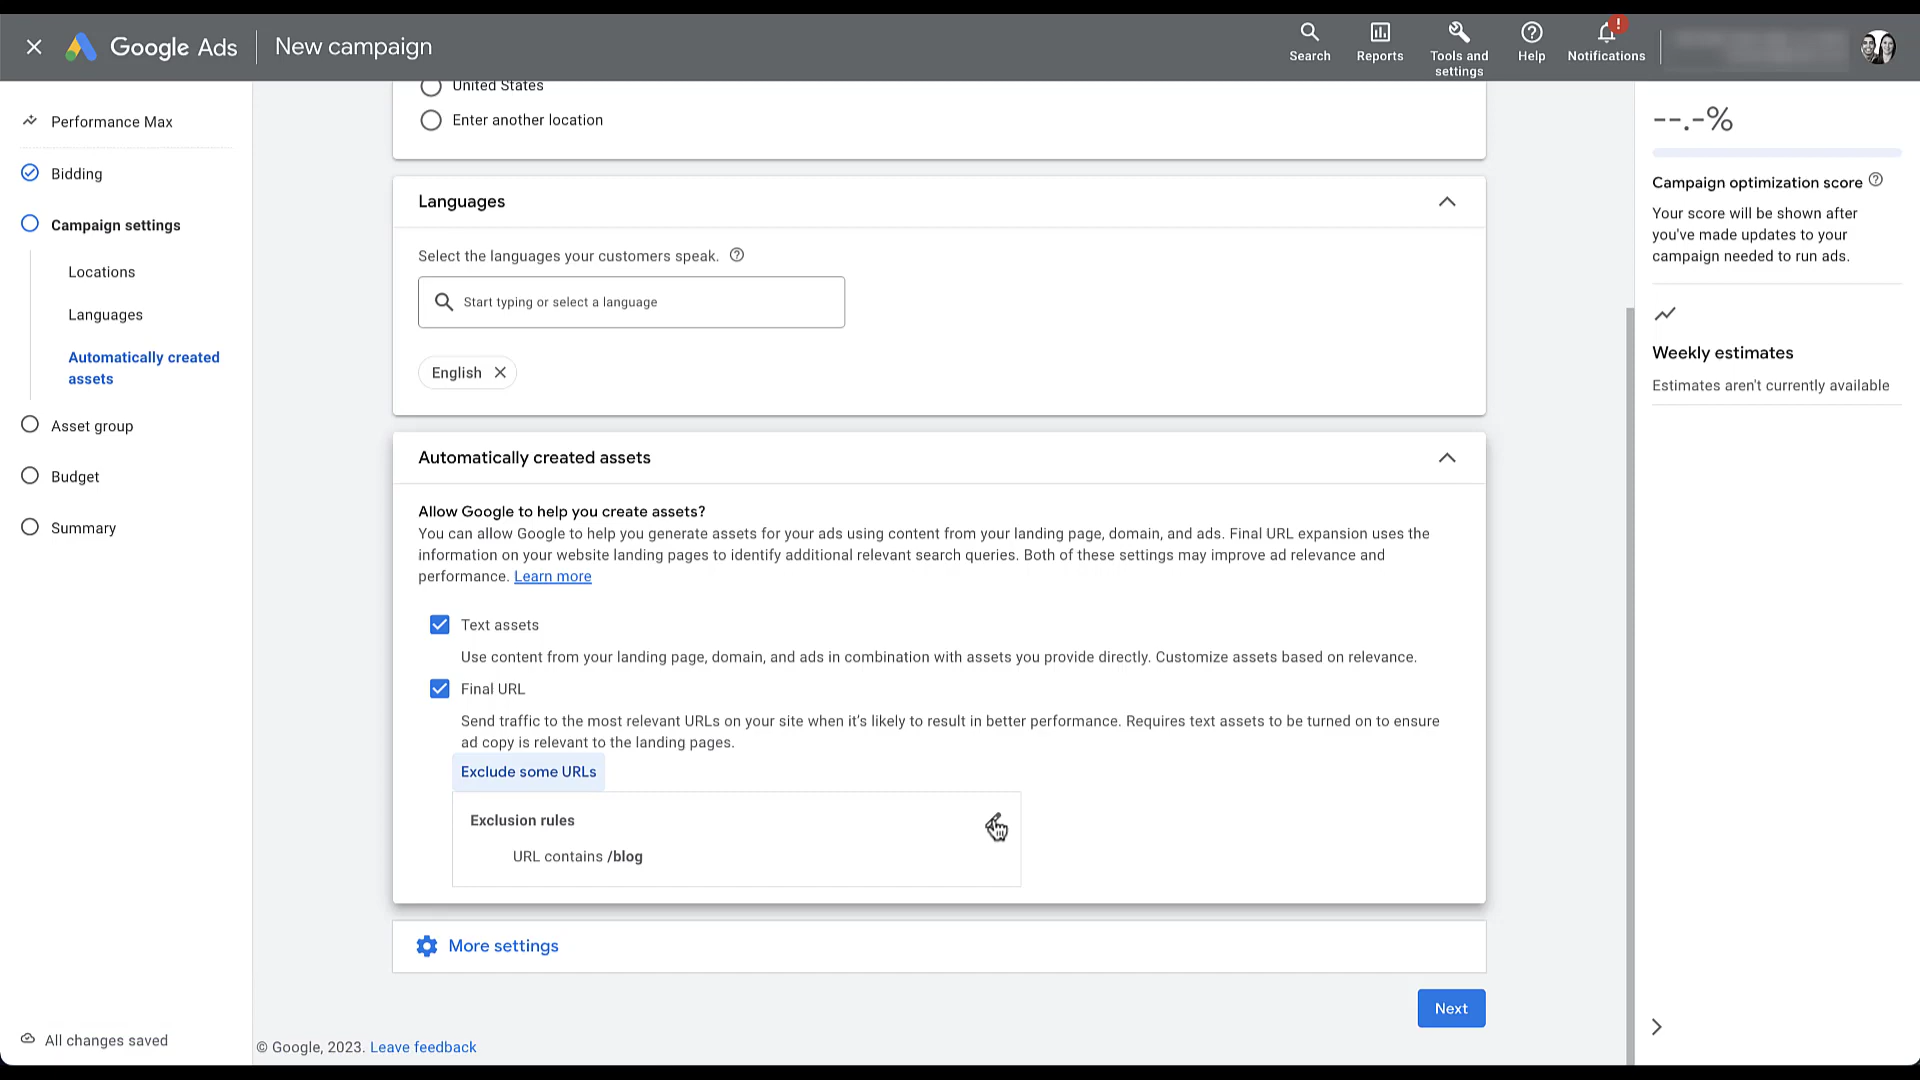 Google Ads
New campaign
Search
Reports
Tools and
settings
Help
!
Notifications
Performance Max
Bidding
Campaign settings
Locations
Languages
Automatically created
assets
Asset group
Budget
Summary
All changes saved
United States
Enter another location
Languages
Select the languages your customers speak.
Start typing or select a language
English
Automatically created assets
Allow Google to help you create assets?
You can allow Google to help you generate assets for your ads using content from your landing page, domain, and ads. Final URL expansion uses the
information on your website landing pages to identify additional relevant search queries. Both of these settings may improve ad relevance and
performance. Learn more
Text assets
Use content from your landing page, domain, and ads in combination with assets you provide directly. Customize assets based on relevance.
Final URL
Send traffic to the most relevant URLs on your site when it's likely to result in better performance. Requires text assets to be turned on to ensure
ad copy is relevant to the landing pages.
Exclude some URLs
Exclusion rules
URL contains /blog
More settings
Next
© Google, 2023. Leave feedback
--.-%
Campaign optimization score
Your score will be shown after
you've made updates to your
campaign needed to run ads.
Weekly estimates
Estimates aren't currently available